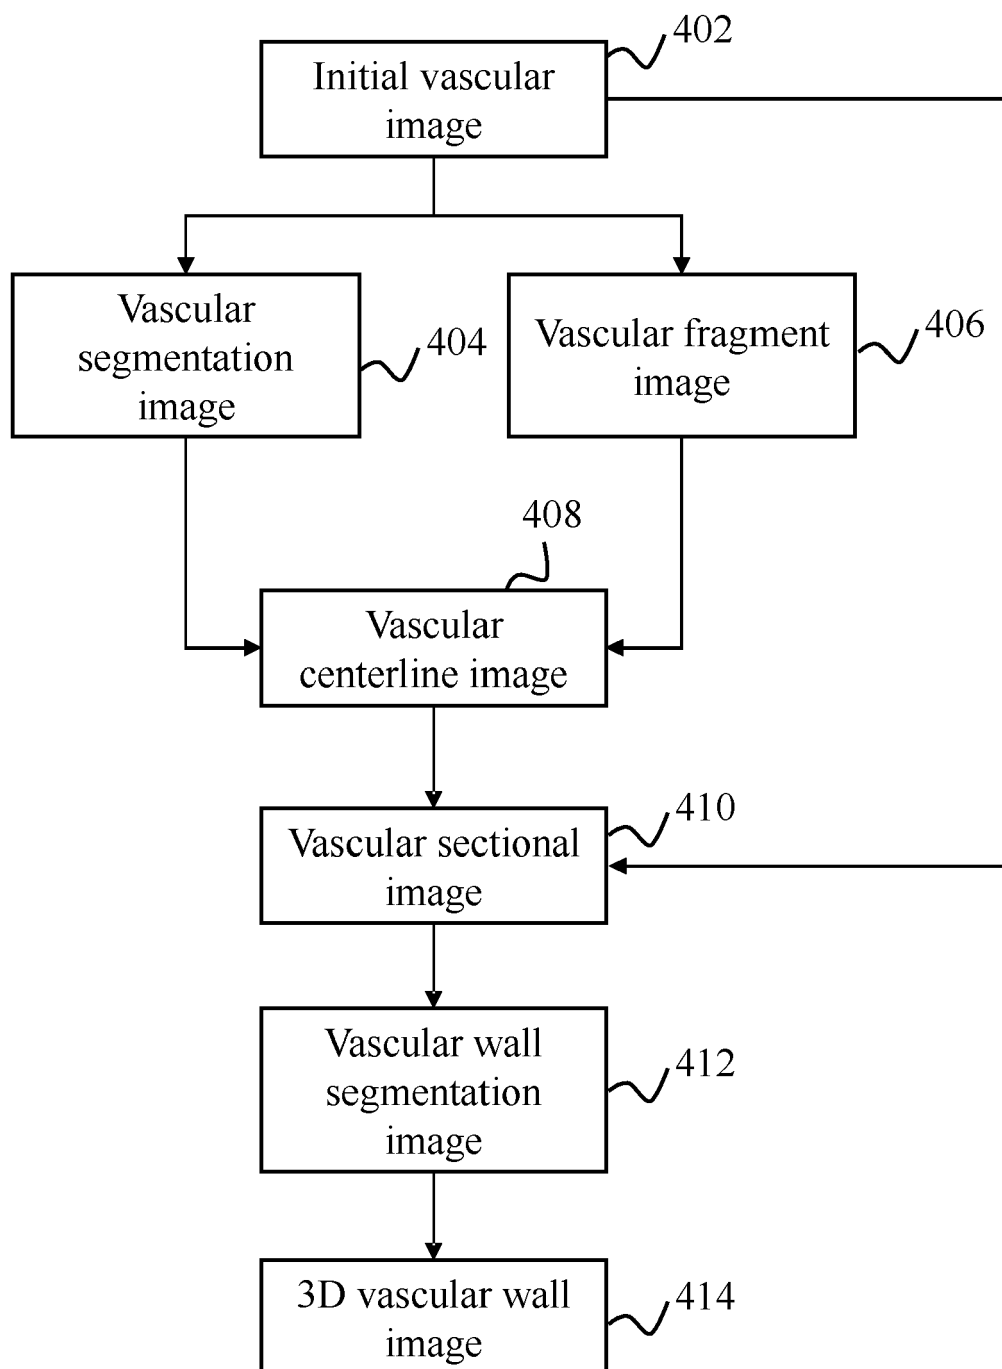 402
Initial vascular
image
Vascular
segmentation
image
404
Vascular fragment
image
406
408
Vascular
centerline image
410
Vascular sectional
image
Vascular wall
segmentation
image
412
3D vascular wall
image
414